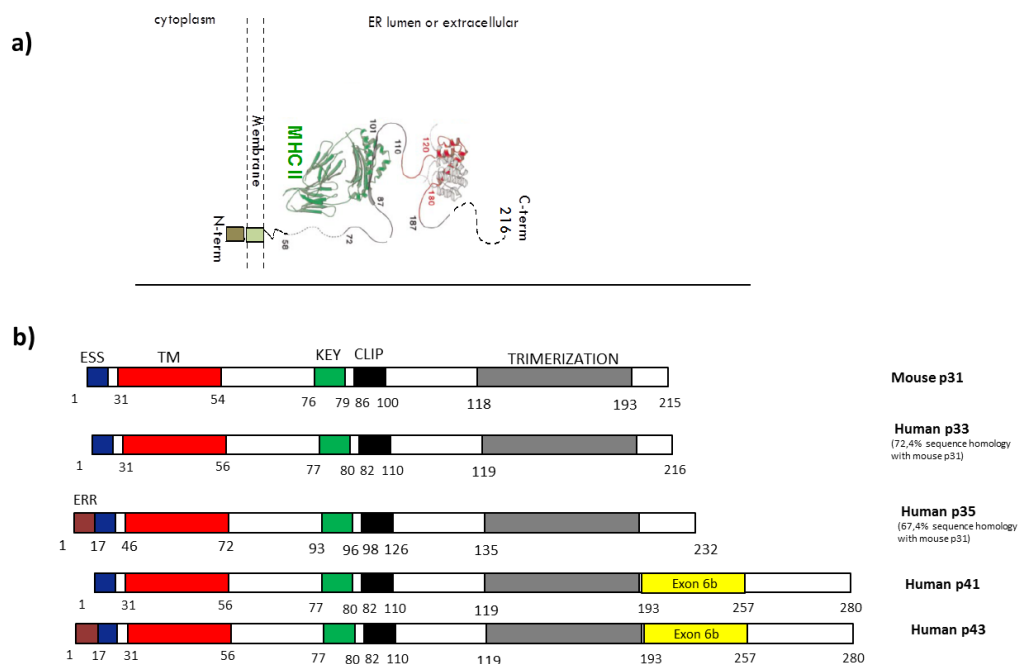 cytoplasm
ER lumen or extracellular
a)
Membrane
MHC II
101
110
120
180
87
187
C-term
216
N-term
58
72
b)
ESS TM KEY CLIP TRIMERIZATION
Mouse p31
1 31 54 76 79 86 100 118 193 215
Human p33
(72,4% sequence homology
with mouse p31)
1 31 56 77 80 82 110 119 216
ERR
Human p35
(67,4% sequence homology
with mouse p31)
1 17 46 72 93 96 98 126 135 232
Exon 6b
Human p41
1 31 56 77 80 82 110 119 193 257 280
Exon 6b
Human p43
1 17 31 56 77 80 82 110 119 193 257 280